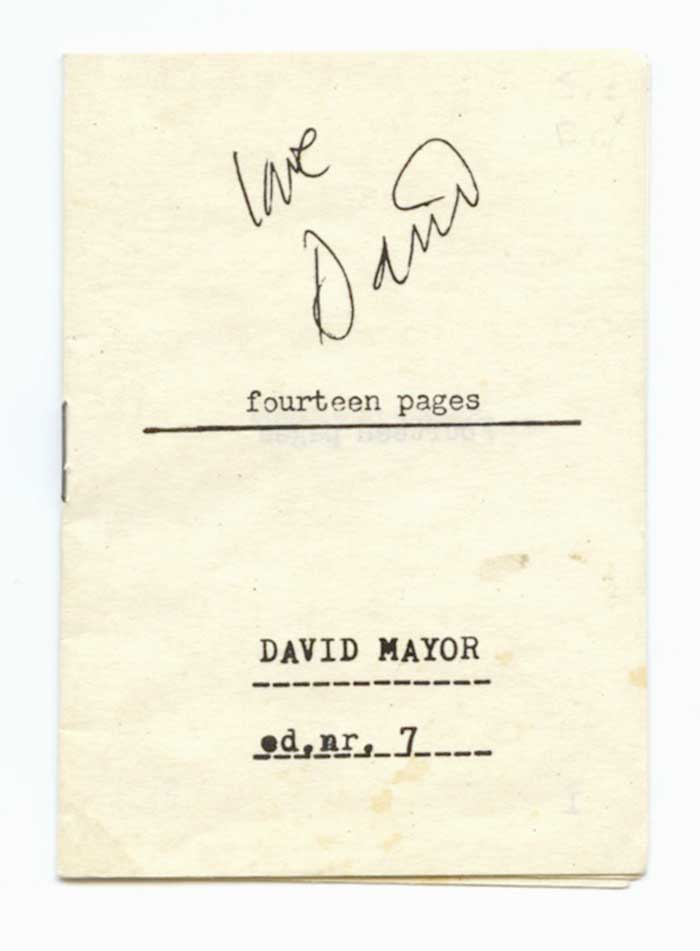 love
David
fourteen pages
DAVID MAYOR
ed,nr, 7